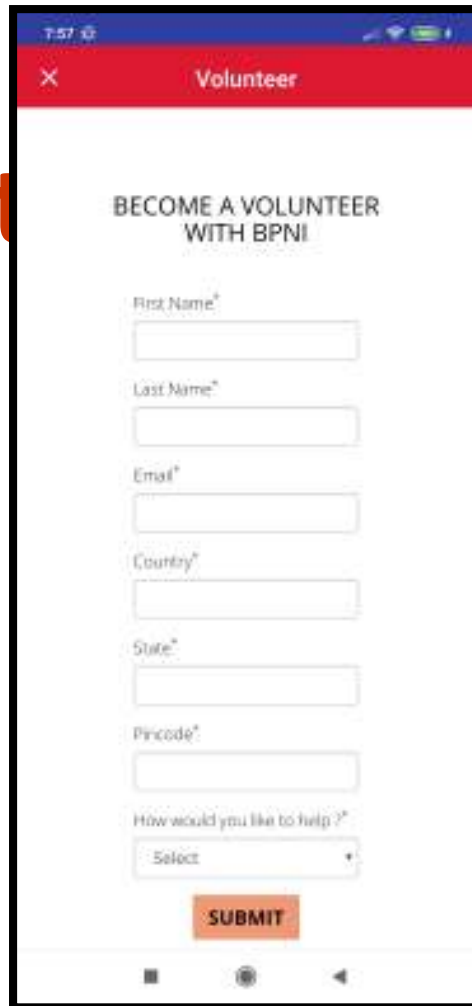 7:57
Volunteer
BECOME A VOLUNTEER
WITH BPNI
First Name*
Last Name*
Email*
Country*
State*
Pincode*
How would you like to help ?*
Select
SUBMIT